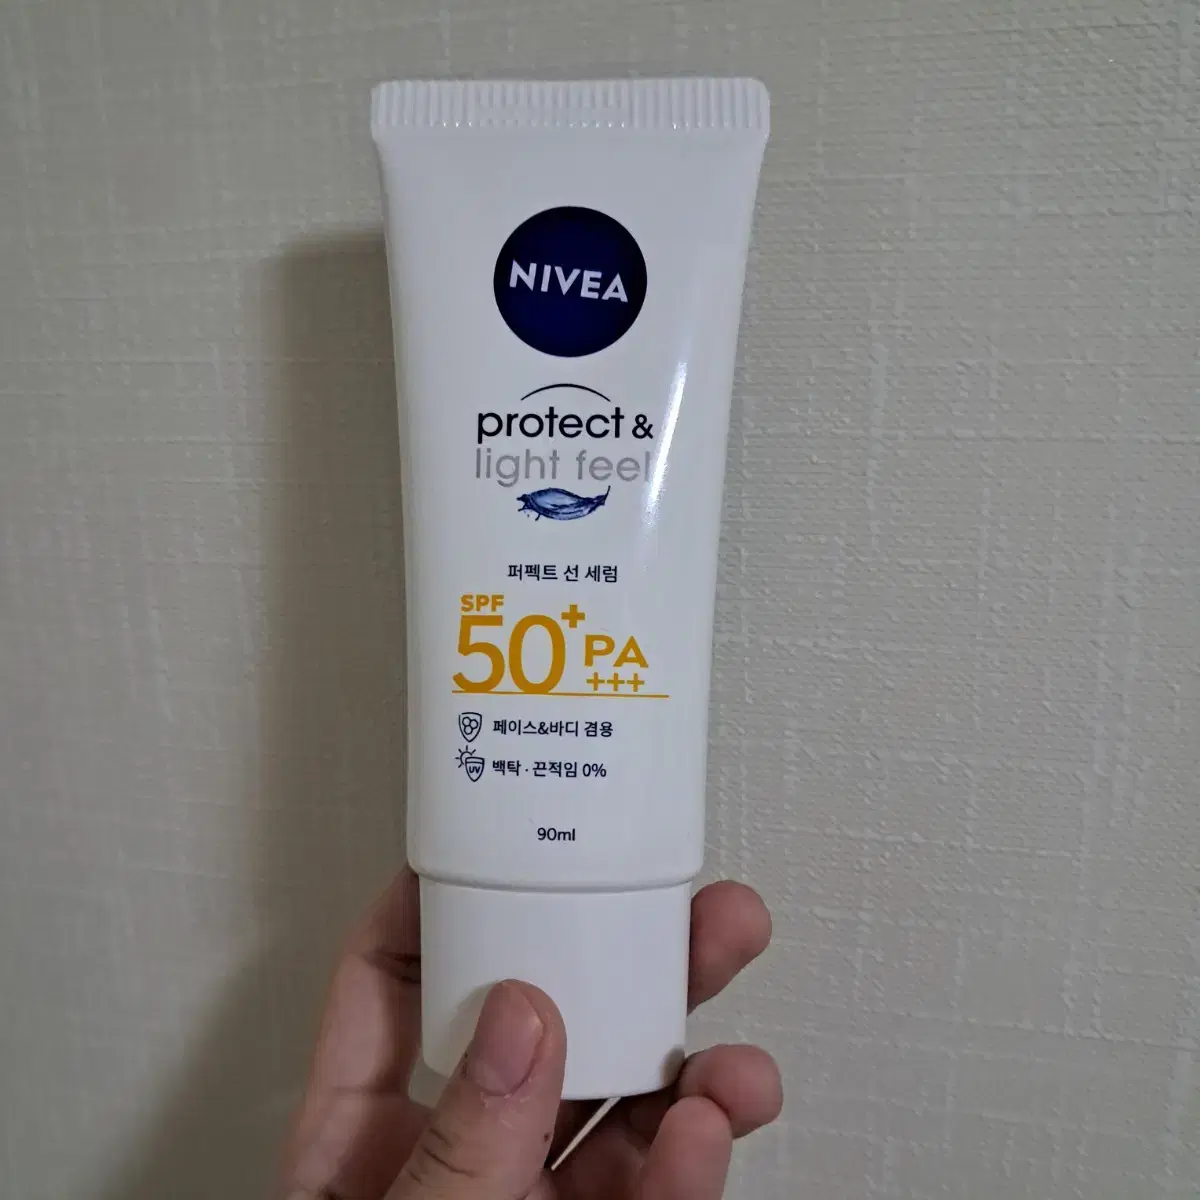 NIVEA
protect &
light feel
퍼펙트 선 세럼
SPF
50+ PA
+++
페이스&바디 겸용
UV
백탁 · 끈적임 0%
90ml